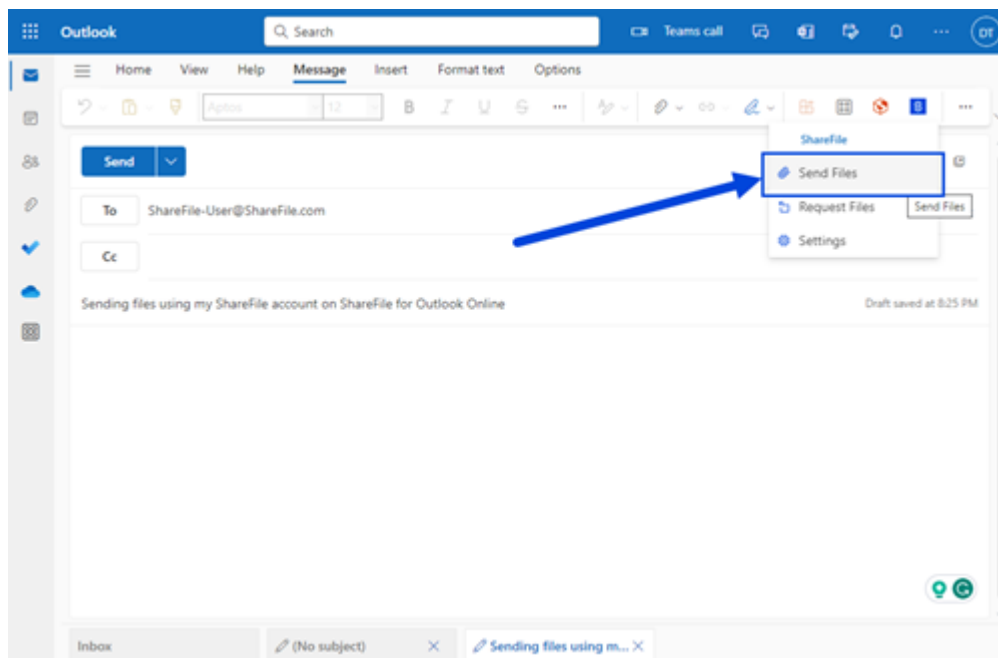 Outlook
Search
Teams call
DT
Home View Help Message Insert Format text Options
Aptos 12 B I U S
ShareFile
Send
Send Files
To ShareFile-User@ShareFile.com
Request Files
Send Files
Cc
Settings
Sending files using my ShareFile account on ShareFile for Outlook Online
Draft saved at 8:25 PM
Inbox
(No subject)
Sending files using m...